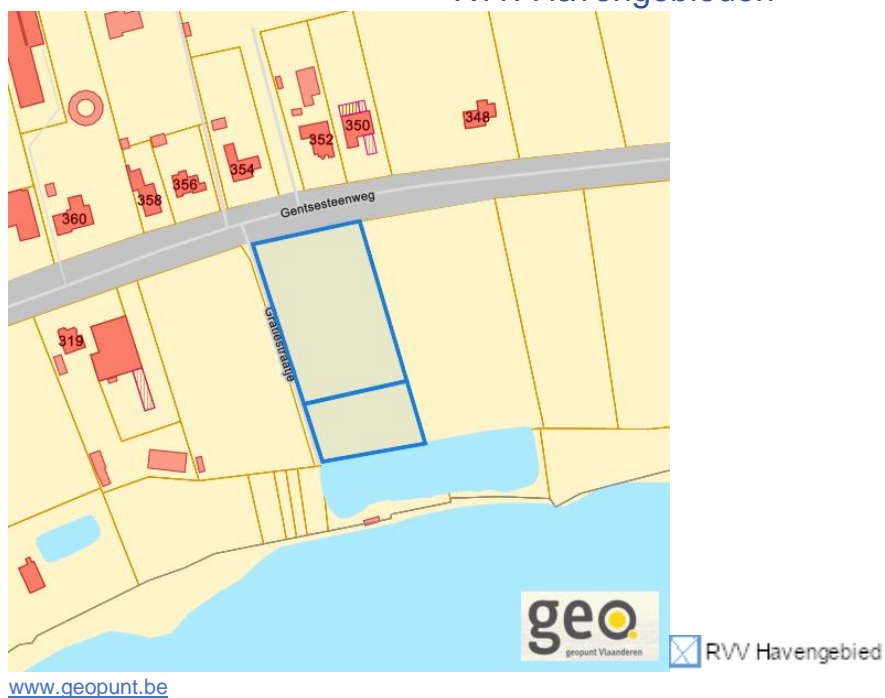 RVV Havengebieden
348
350
352
354
356
358
360
Gentsesteenweg
Gratiestraatje
319
geo
geopunt Vlaanderen
RVV Havengebied
www.geopunt.be